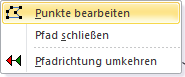 Punkte bearbeiten
Pfad schließen
Pfadrichtung umkehren